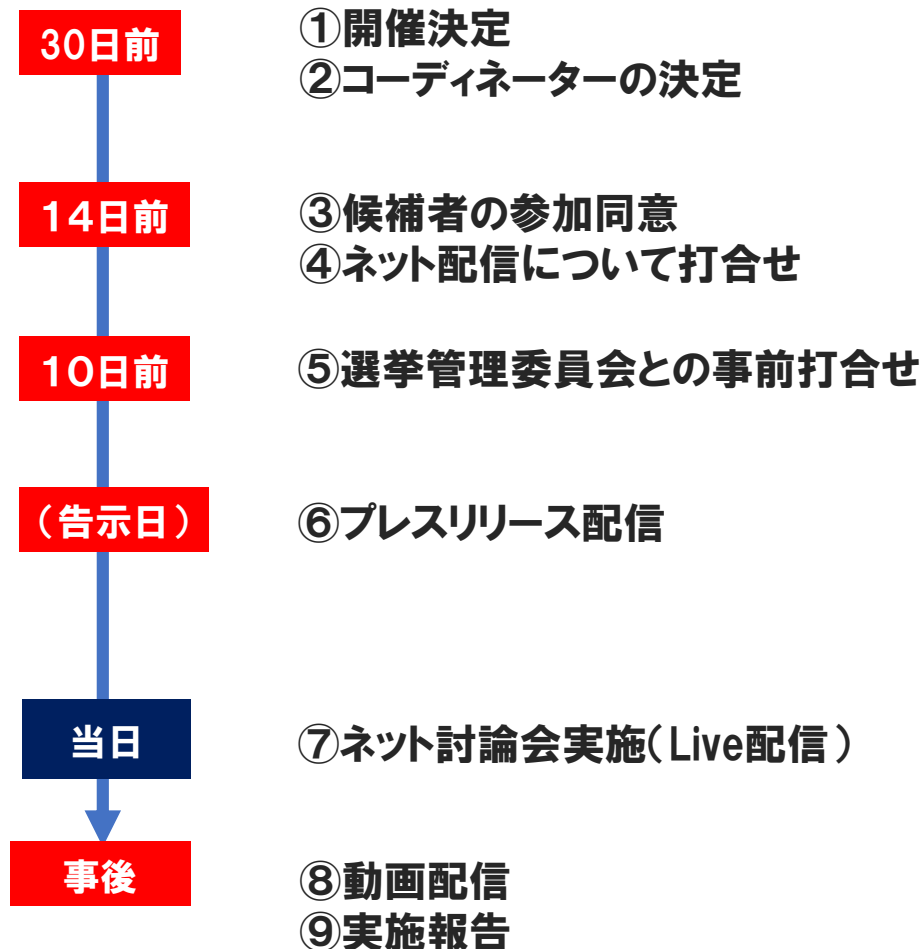 30日前
①開催決定
②コーディネーターの決定
14日前
③候補者の参加同意
④ネット配信について打合せ
10日前
⑤選挙管理委員会との事前打合せ
（告示日）
⑥プレスリリース配信
当日
⑦ネット討論会実施（Live配信）
事後
⑧動画配信
⑨実施報告